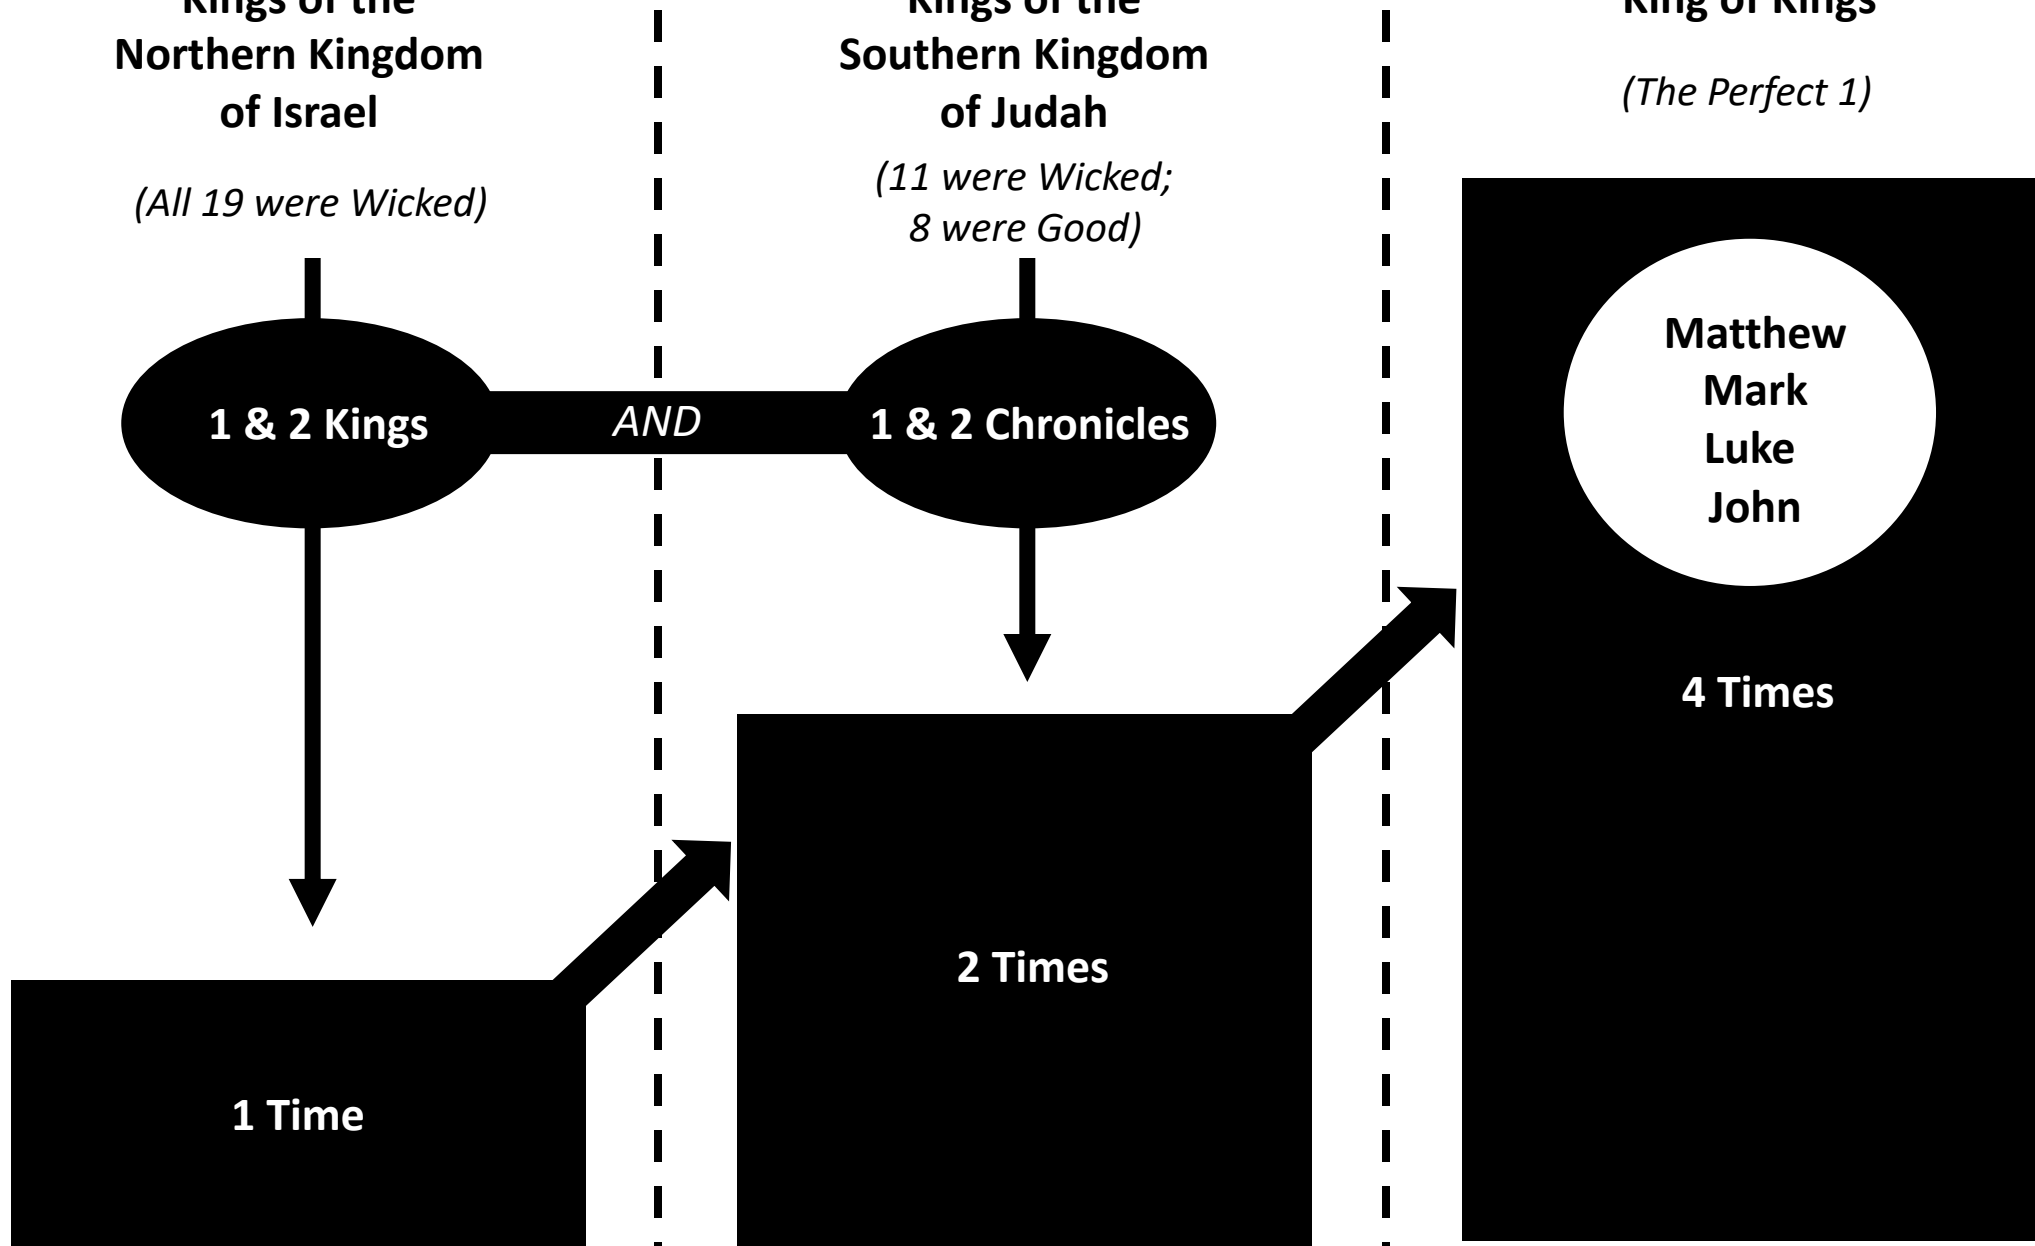 Kings of the
Northern Kingdom
of Israel
(All 19 were Wicked)
Kings of the
Southern Kingdom
of Judah
(11 were Wicked;
8 were Good)
King of Kings
(The Perfect 1)
1 & 2 Kings
AND
1 & 2 Chronicles
Matthew
Mark
Luke
John
1 Time
2 Times
4 Times